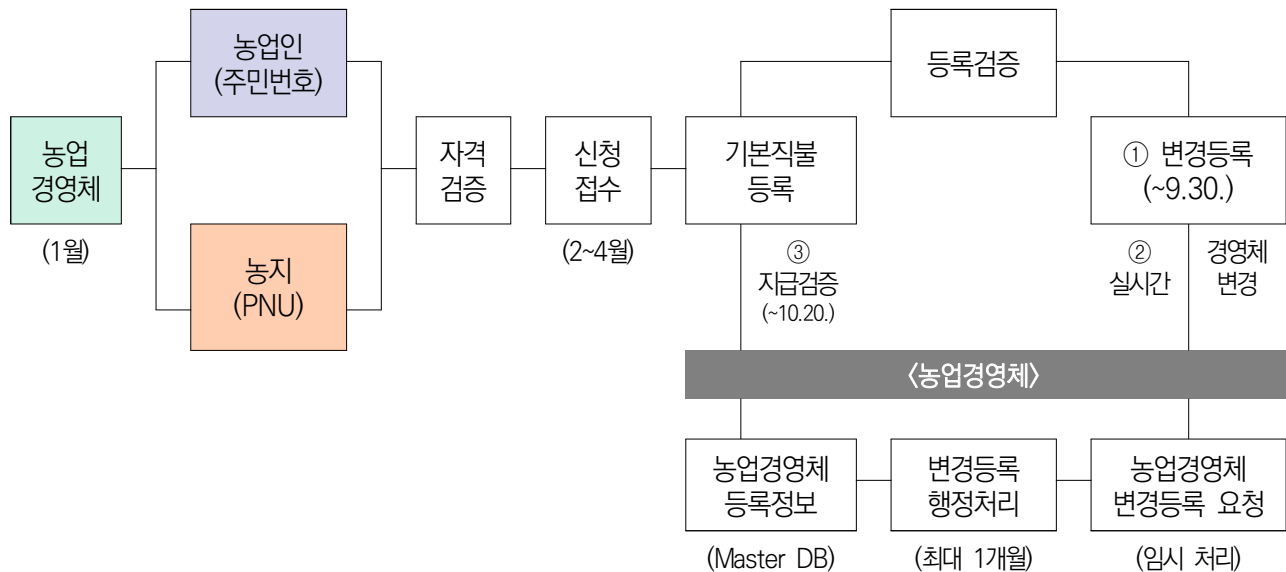 농업
경영체
(1월)
농업인
(주민번호)
농지
(PNU)
자격
검증
신청
접수
(2~4월)
기본직불
등록
등록검증
① 변경등록
(~9.30.)
③
지급검증
(~10.20.)
②
실시간
경영체
변경
〈농업경영체〉
농업경영체
등록정보
(Master DB)
변경등록
행정처리
(최대 1개월)
농업경영체
변경등록 요청
(임시 처리)